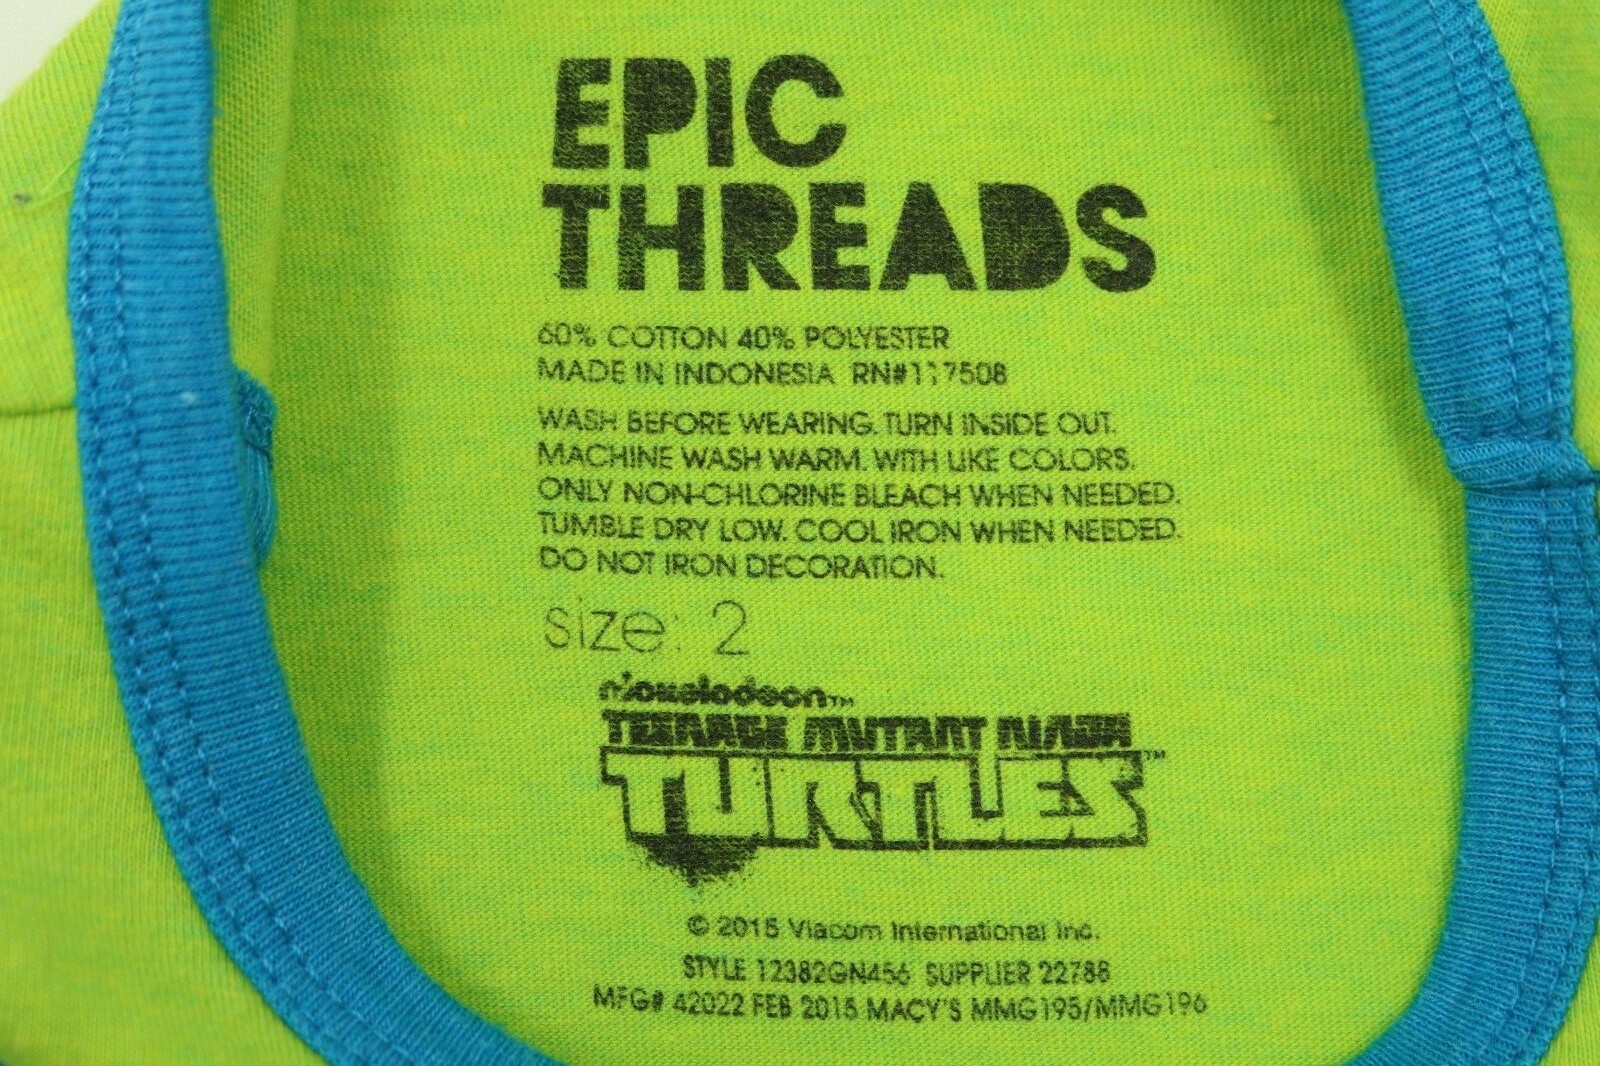 EPIC
THREADS
60% COTTON 40% POLYESTER
MADE IN INDONESIA RN#117508
WASH BEFORE WEARING. TURN INSIDE OUT.
MACHINE WASH WARM. WITH LIKE COLORS.
ONLY NON-CHLORINE BLEACH WHEN NEEDED.
TUMBLE DRY LOW. COOL IRON WHEN NEEDED.
DO NOT IRON DECORATION.
size: 2
nickelodeon™
TEENAGE MUTANT NINJA
TURTLES™
© 2015 Viacom International Inc.
STYLE 12382GN456 SUPPLIER 22788
MFG# 42022 FEB 2015 MACY'S MMG195/MMG196